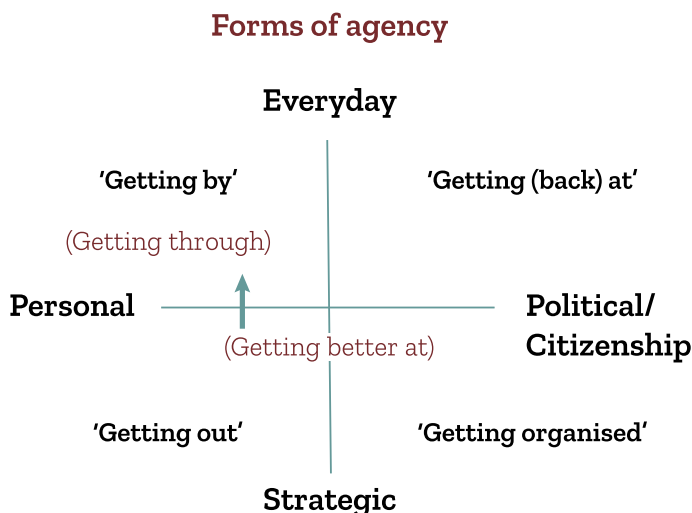 Forms of agency
Everyday
‘Getting by’
‘Getting (back) at’
(Getting through)
Personal
Political/
Citizenship
(Getting better at)
‘Getting out’
‘Getting organised’
Strategic